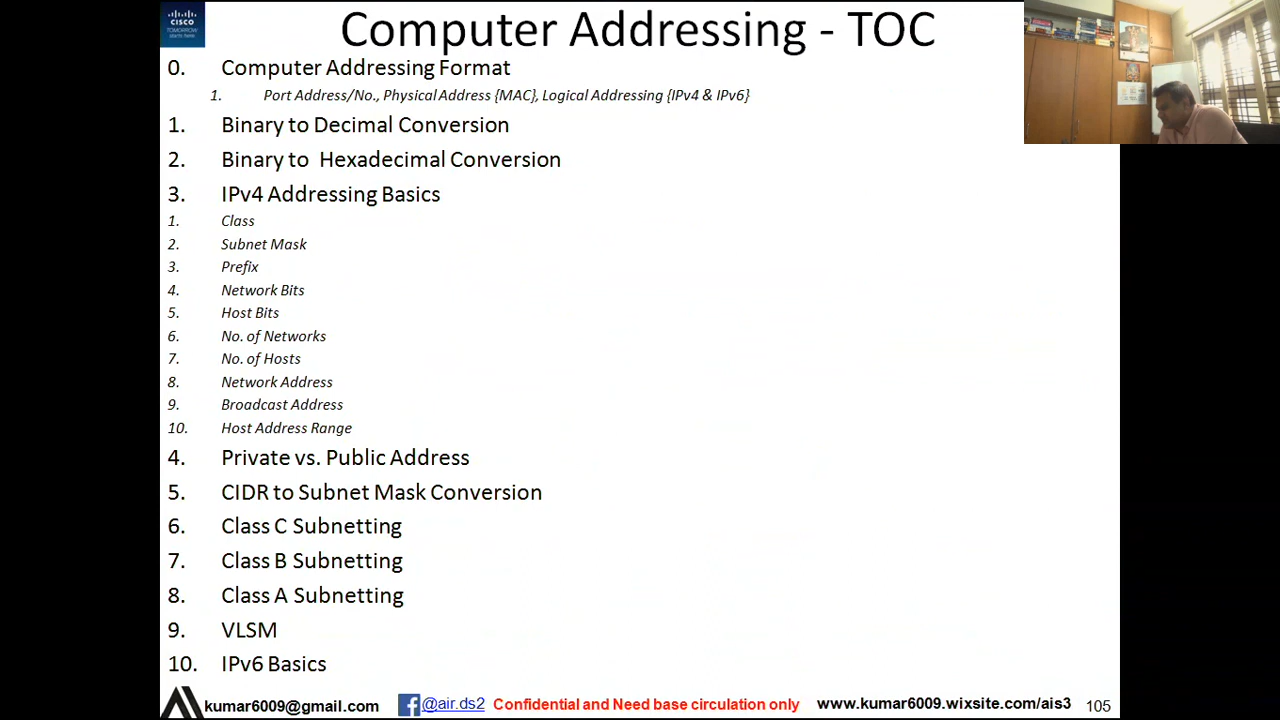 CISCO
TOMORROW
starts here
Computer Addressing - TOC
0. Computer Addressing Format
1. Port Address/No., Physical Address {MAC}, Logical Addressing {IPv4 & IPv6}
1. Binary to Decimal Conversion
2. Binary to Hexadecimal Conversion
3. IPv4 Addressing Basics
1. Class
2. Subnet Mask
3. Prefix
4. Network Bits
5. Host Bits
6. No. of Networks
7. No. of Hosts
8. Network Address
9. Broadcast Address
10. Host Address Range
4. Private vs. Public Address
5. CIDR to Subnet Mask Conversion
6. Class C Subnetting
7. Class B Subnetting
8. Class A Subnetting
9. VLSM
10. IPv6 Basics
kumar6009@gmail.com @air.ds2 Confidential and Need base circulation only www.kumar6009.wixsite.com/ais3 105